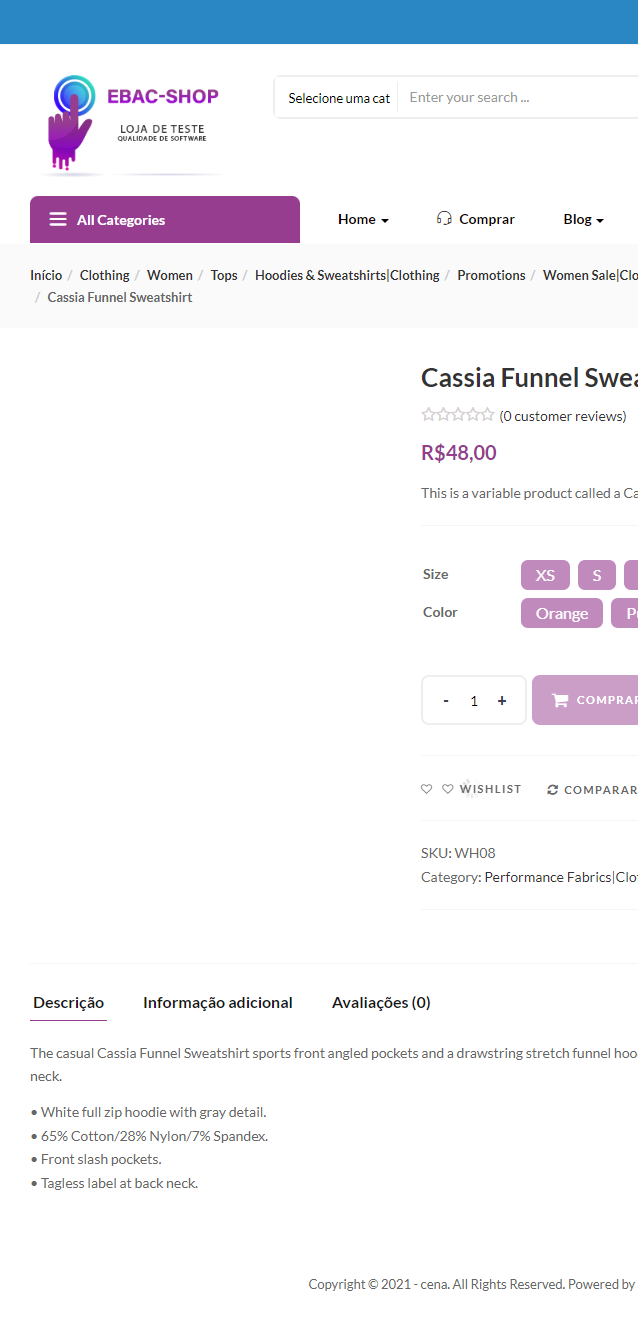 EBAC-SHOP
LOJA DE TESTE
QUALIDADE DE SOFTWARE
Selecione uma cat Enter your search ...
All Categories Home Comprar Blog
Início / Clothing / Women / Tops / Hoodies & Sweatshirts|Clothing / Promotions / Women Sale|Clo
/ Cassia Funnel Sweatshirt
Cassia Funnel Swea
(0 customer reviews)
R$48,00
This is a variable product called a Ca
Size XS S
Color Orange P
- 1 + COMPRAR
WISHLIST COMPARAR
SKU: WH08
Category: Performance Fabrics|Clo
Descrição Informação adicional Avaliações (0)
The casual Cassia Funnel Sweatshirt sports front angled pockets and a drawstring stretch funnel hoo
neck.
• White full zip hoodie with gray detail.
• 65% Cotton/28% Nylon/7% Spandex.
• Front slash pockets.
• Tagless label at back neck.
Copyright © 2021 - cena. All Rights Reserved. Powered by